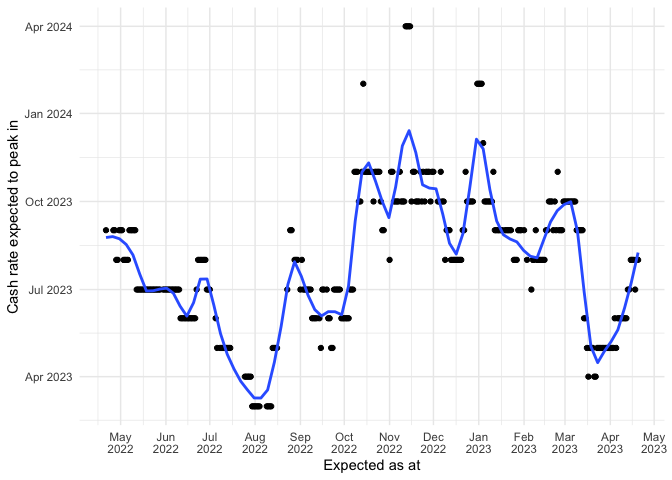 Apr 2024
Jan 2024
Oct 2023
Jul 2023
Apr 2023
Cash rate expected to peak in
May Jun Jul Aug Sep Oct Nov Dec Jan Feb Mar Apr May
2022 2022 2022 2022 2022 2022 2022 2022 2023 2023 2023 2023 2023
Expected as at